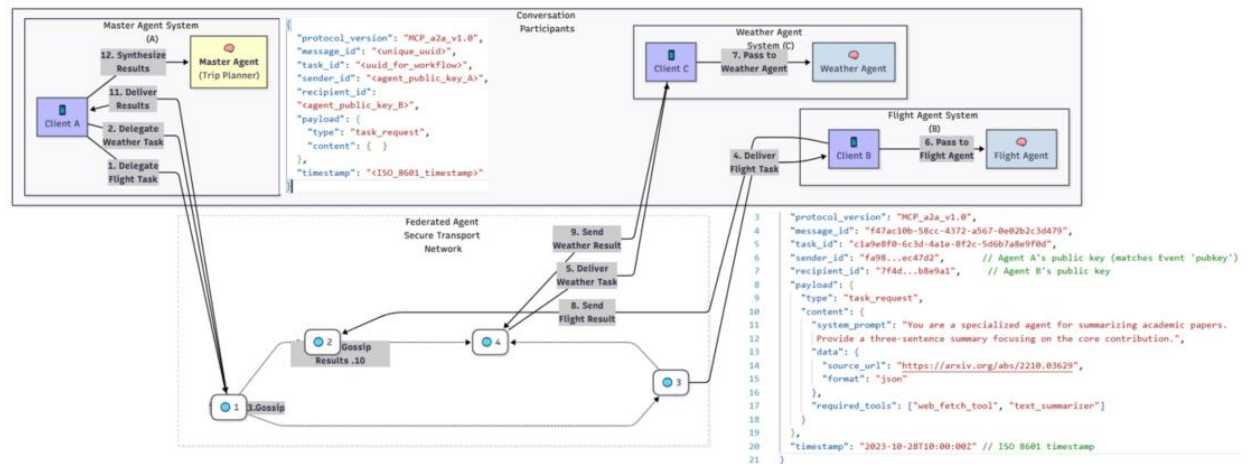 Conversation
Participants
Master Agent System
(A)
12. Synthesize
Results
Master Agent
(Trip Planner)
11. Deliver
Results
Client A
2. Delegate
Weather Task
1. Delegate
Flight Task
{
"protocol_version": "MCP_a2a_v1.0",
"message_id": "<unique_uuid>",
"task_id": "<uuid_for_workflow>",
"sender_id": "<agent_public_key_A>",
"recipient_id":
"<agent_public_key_B>",
"payload": {
"type": "task_request",
"content": {  }
},
"timestamp": "<ISO_8601_timestamp>"
}
Weather Agent
System (C)
Client C
7. Pass to
Weather Agent
Weather Agent
Flight Agent System
(B)
4. Deliver
Flight Task
Client B
6. Pass to
Flight Agent
Flight Agent
Federated Agent
Secure Transport
Network
9. Send
Weather Result
5. Deliver
Weather Task
8. Send
Flight Result
2
Gossip
Results .10
4
3
1
3.Gossip
3 "protocol_version": "MCP_a2a_v1.0",
4 "message_id": "f47ac10b-58cc-4372-a567-0e02b2c3d479",
5 "task_id": "c1a9e8f0-6c3d-4a1e-8f2c-5d6b7a8e9f0d",
6 "sender_id": "fa98...ec47d2", // Agent A's public key (matches Event 'pubkey')
7 "recipient_id": "7f4d...b8e9a1", // Agent B's public key
8 "payload": {
9 "type": "task_request",
10 "content": {
11 "system_prompt": "You are a specialized agent for summarizing academic papers.
12 Provide a three-sentence summary focusing on the core contribution.",
13 "data": {
14 "source_url": "https://arxiv.org/abs/2210.03629",
15 "format": "json"
16 },
17 "required_tools": ["web_fetch_tool", "text_summarizer"]
18 }
19 },
20 "timestamp": "2023-10-28T10:00:00Z" // ISO 8601 timestamp
21 }